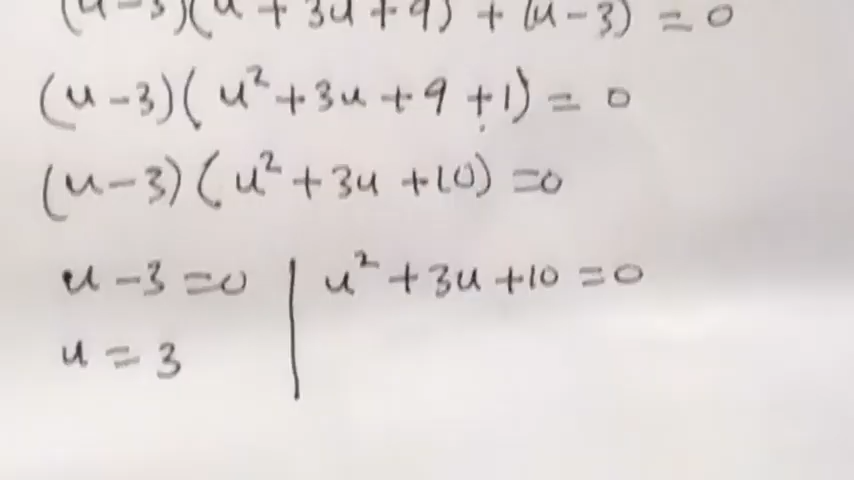 (u-3)(u² + 3u + 9) + (u-3) = 0
(u-3)(u²+3u+9+1) = 0
(u-3)(u²+3u+10) = 0
u-3=0 | u²+3u+10=0
u = 3